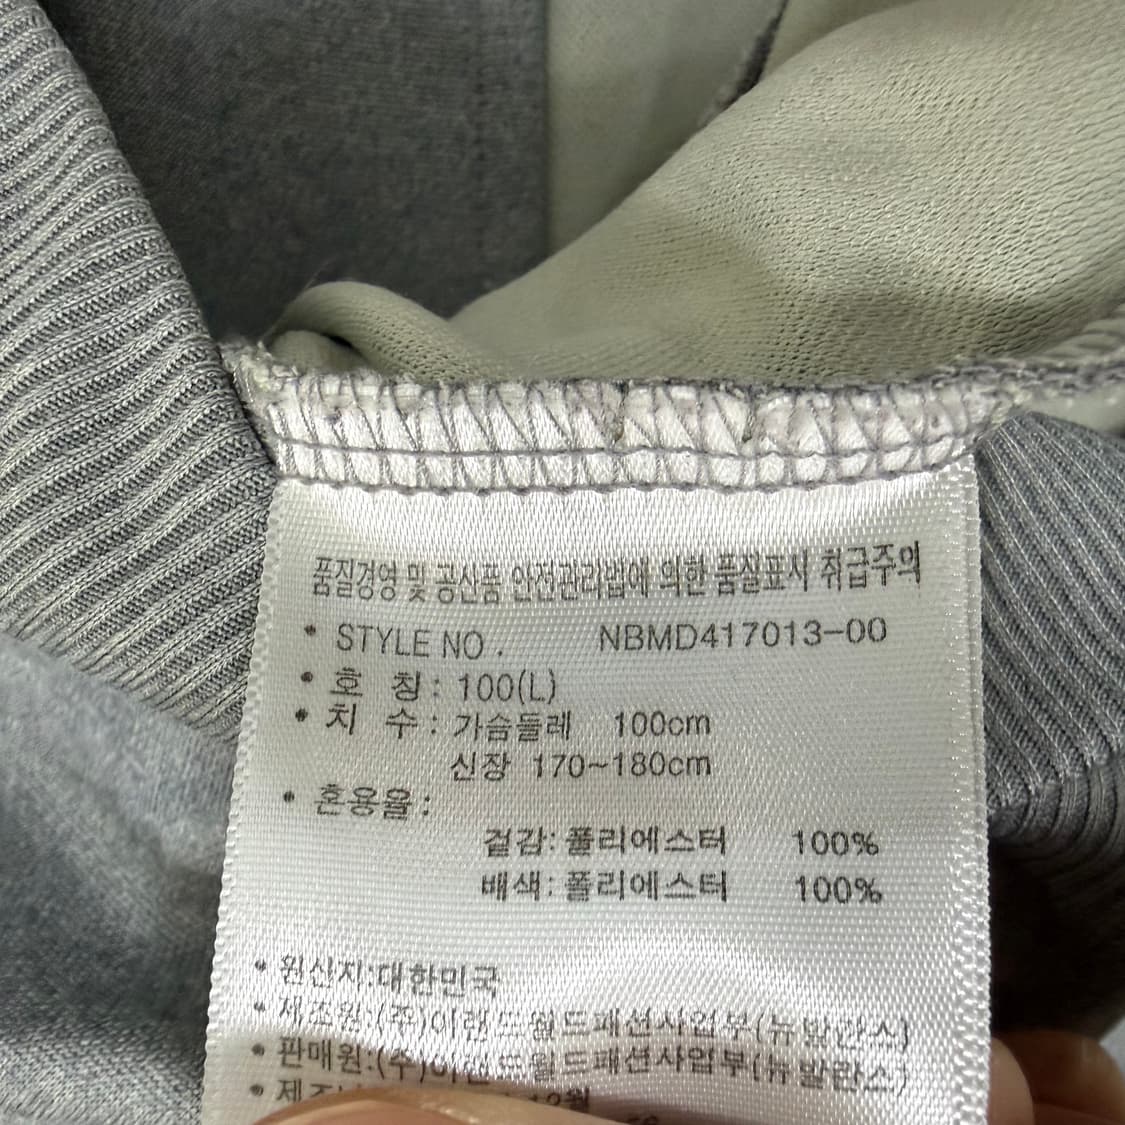 품질경영 및 공산품 안전관리법에 의한 품질표시 취급주의
• STYLE NO . NBMD417013-00
• 호 칭 : 100(L)
• 치 수 : 가슴둘레 100cm
신장 170~180cm
• 혼용율 :
겉감: 폴리에스터 100%
배색: 폴리에스터 100%
• 원산지:대한민국
• 제조원:(주)이랜드월드패션사업부(뉴발란스)
• 판매원:(주)이랜드월드패션사업부(뉴발란스)
• 12월